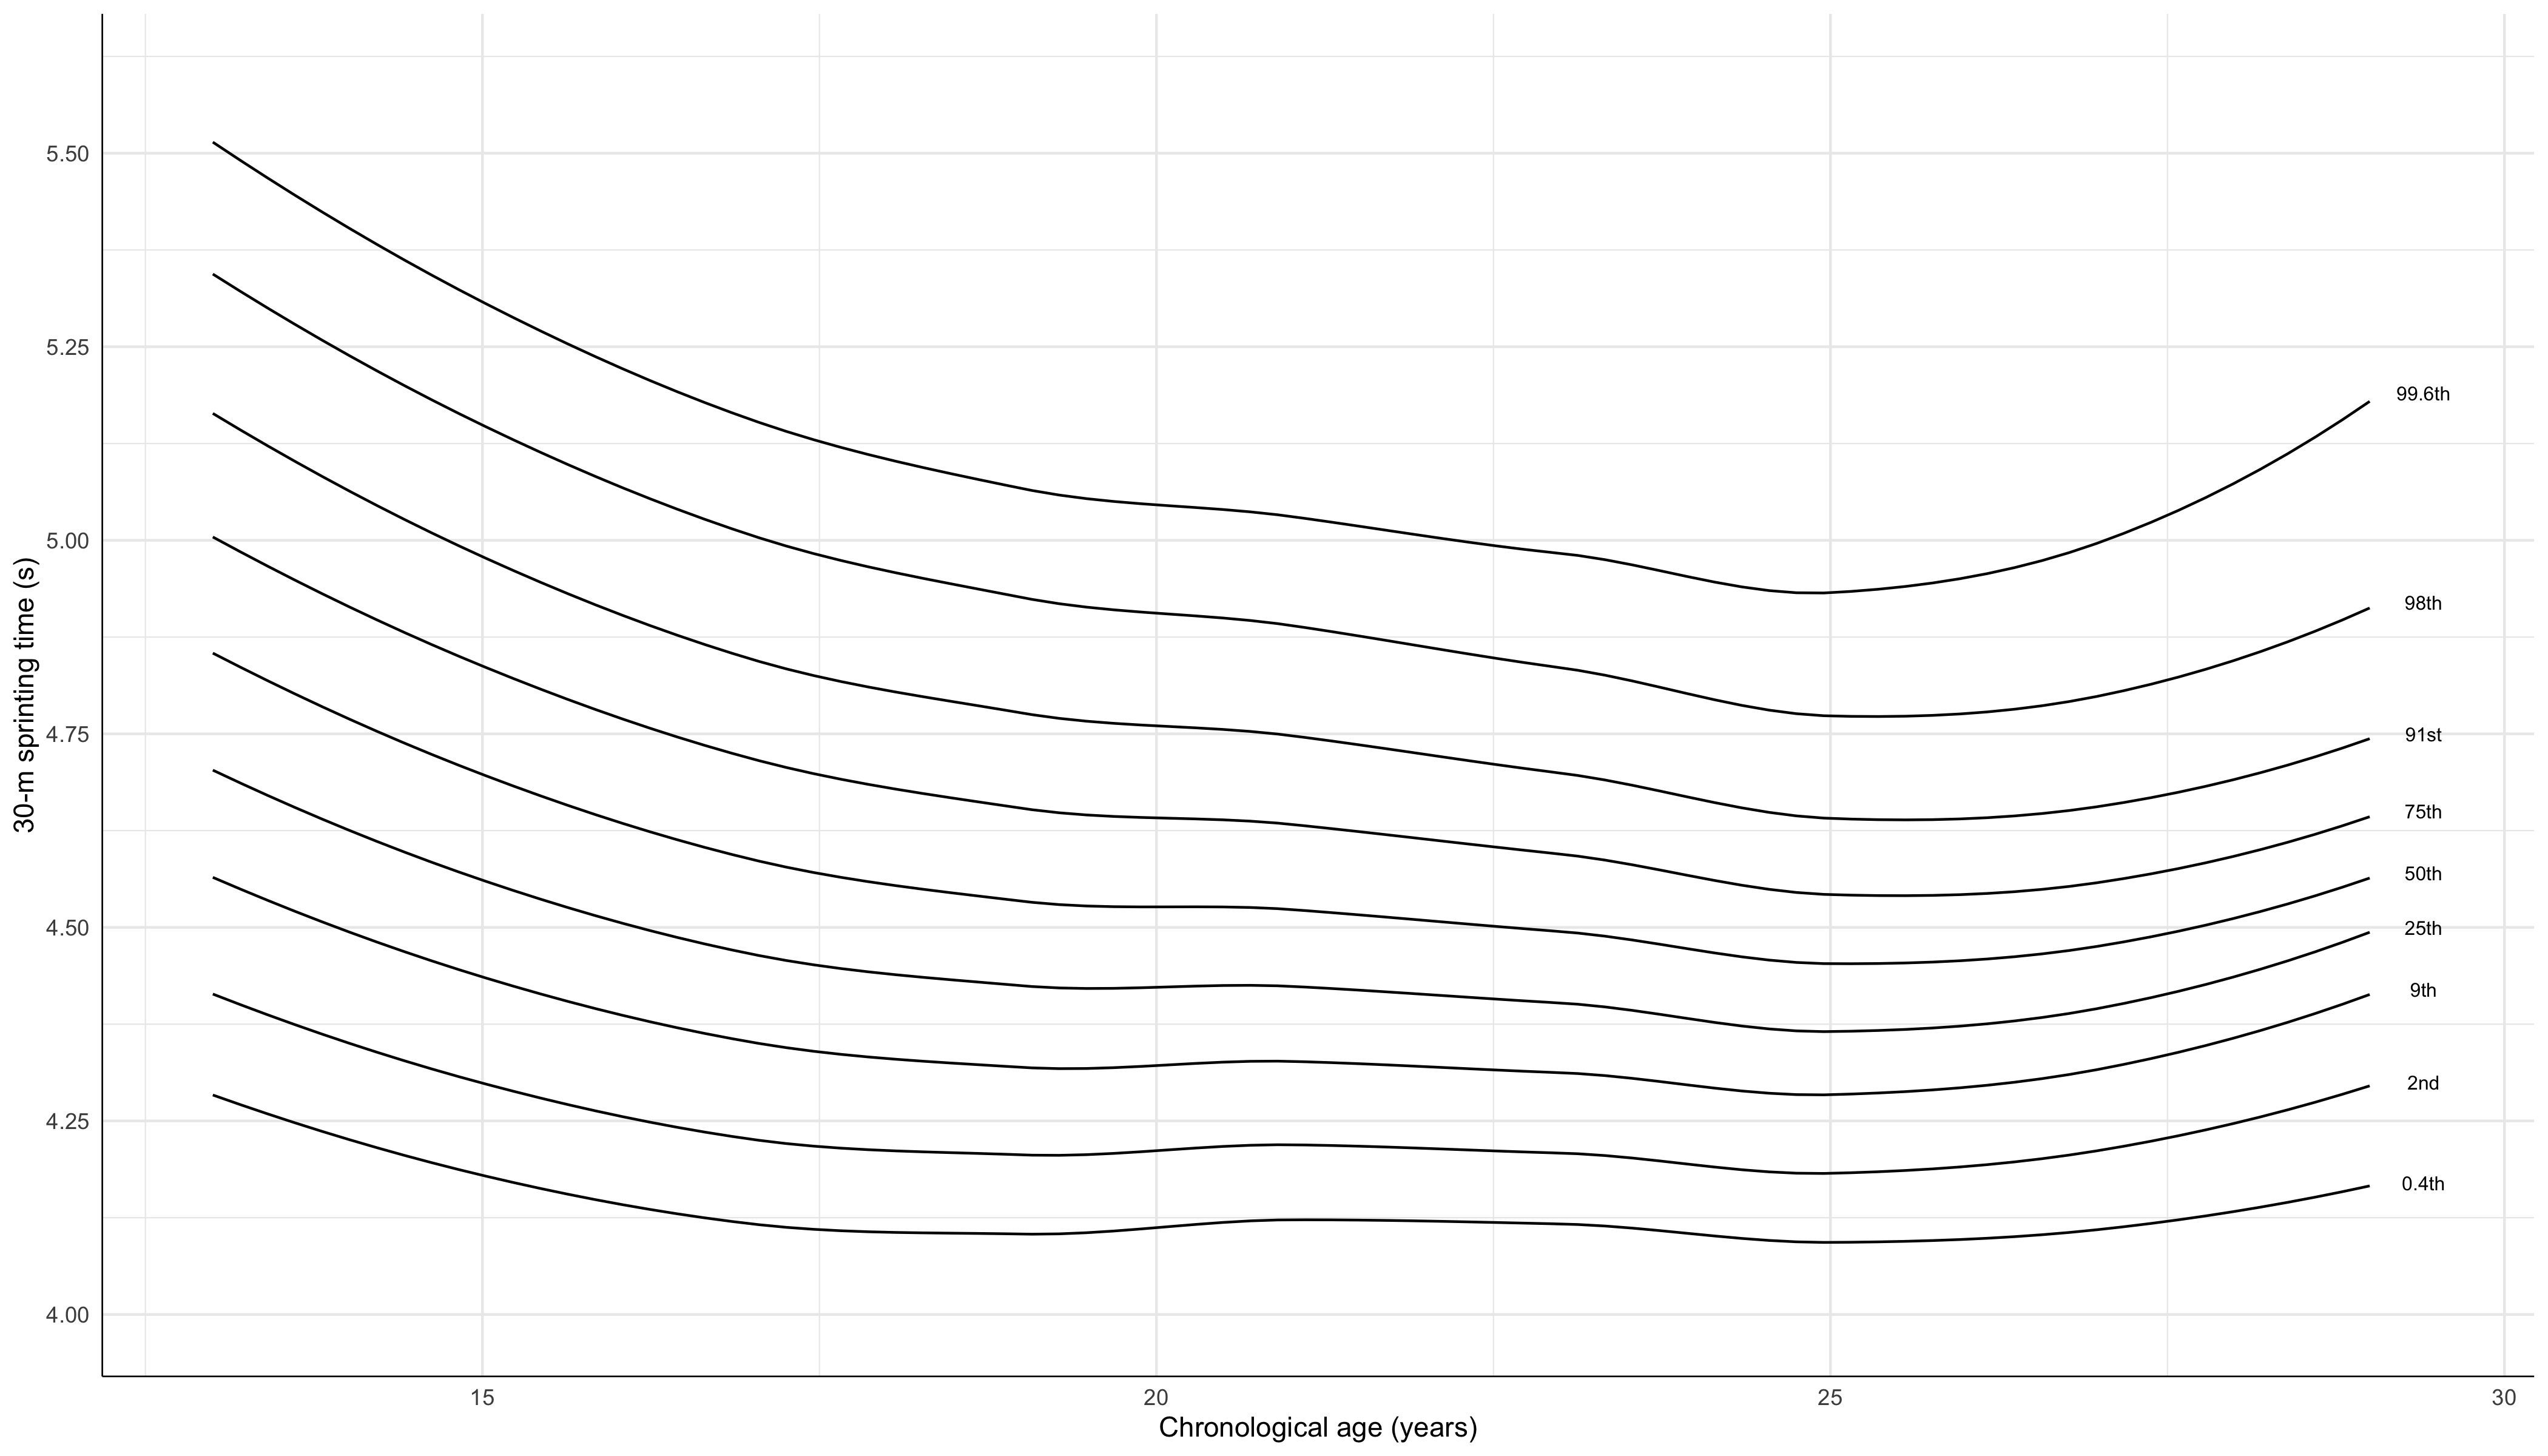 5.50
5.25
5.00
4.75
4.50
4.25
4.00
30-m sprinting time (s)
99.6th
98th
91st
75th
50th
25th
9th
2nd
0.4th
15
20
25
30
Chronological age (years)